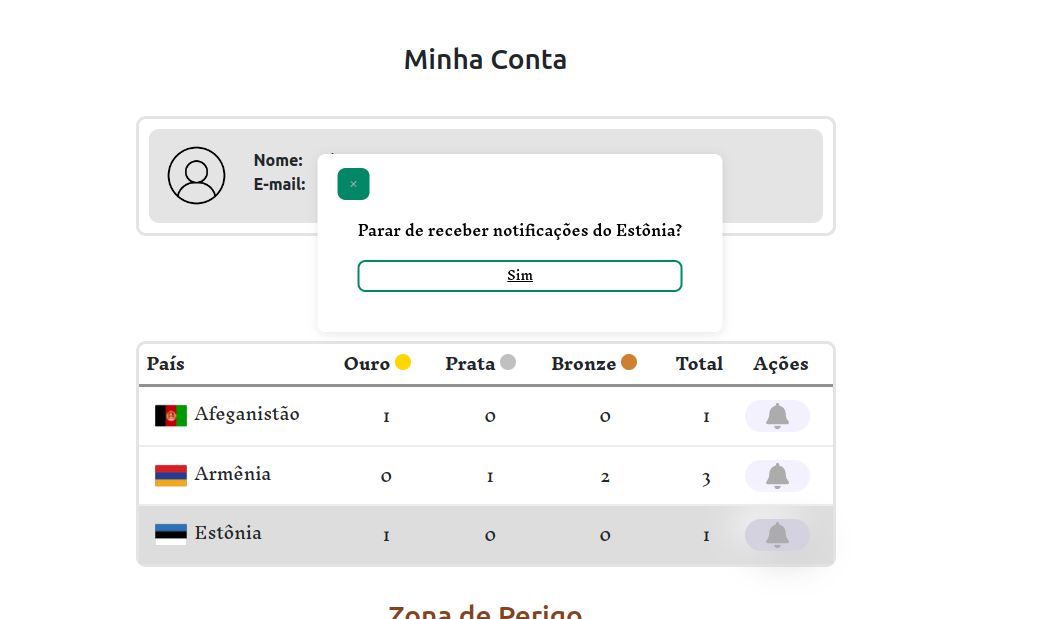 Minha Conta
Nome:
E-mail:
×
Parar de receber notificações do Estônia?
Sim
País Ouro Prata Bronze Total Ações
Afeganistão 1 0 0 1
Armênia 0 1 2 3
Estônia 1 0 0 1
Zona de Perigo